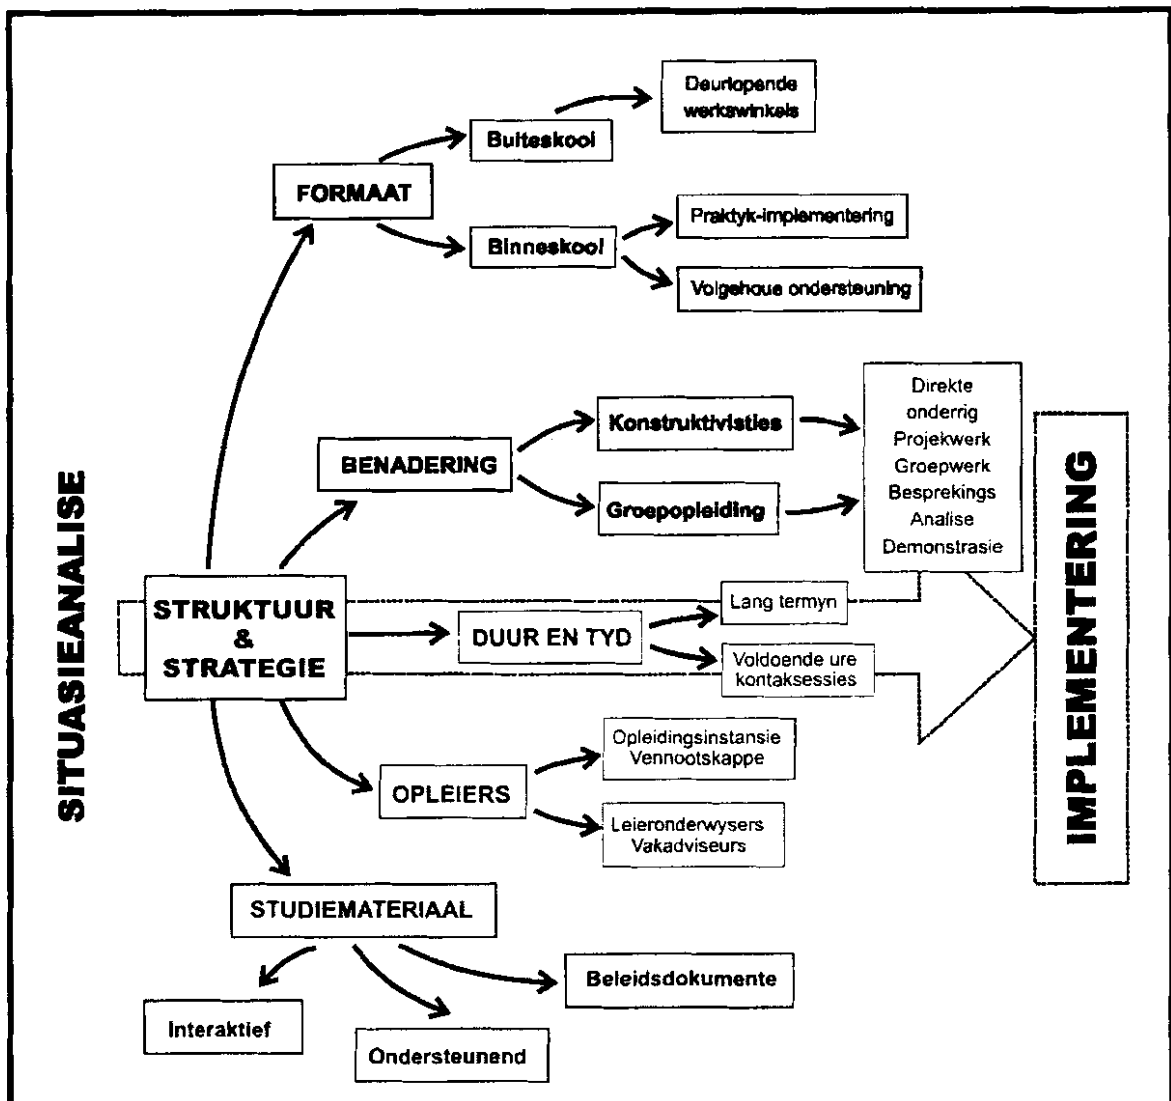 SITUASIEANALISE
STRUKTUUR
&
STRATEGIE
FORMAAT
Buiteskool
Deurlopende
werkswinkels
Binneskool
Praktyk-implementering
Volgehoue ondersteuning
BENADERING
Konstruktivisties
Groepopleiding
Direkte
onderrig
Projekwerk
Groepwerk
Besprekings
Analise
Demonstrasie
DUUR EN TYD
Lang termyn
Voldoende ure
kontaksessies
OPLEIERS
Opleidingsinstansie
Vennootskappe
Leieronderwysers
Vakadviseurs
STUDIEMATERIAAL
Interaktief
Ondersteunend
Beleidsdokumente
IMPLEMENTERING